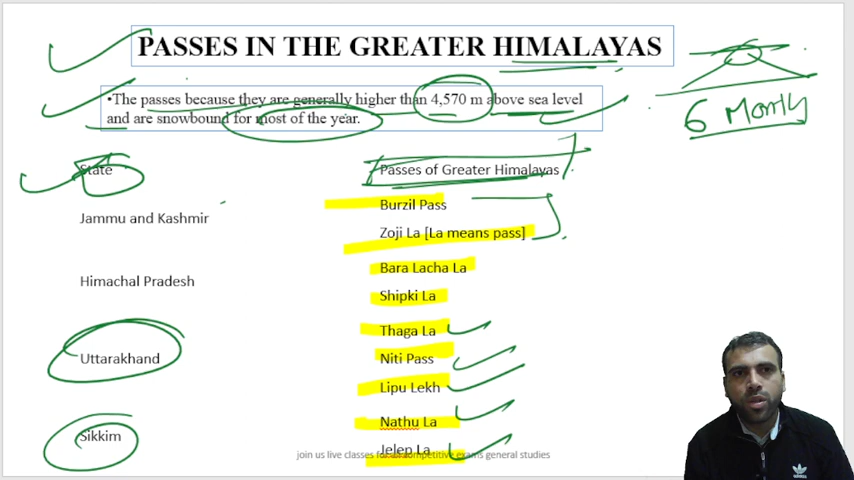 PASSES IN THE GREATER HIMALAYAS
•The passes because they are generally higher than 4,570 m above sea level
and are snowbound for most of the year.
6 Month
State
Passes of Greater Himalayas
Jammu and Kashmir
Burzil Pass
Zoji La [La means pass]
Himachal Pradesh
Bara Lacha La
Shipki La
Uttarakhand
Thaga La
Niti Pass
Lipu Lekh
Sikkim
Nathu La
Jelep La
join us live classes for all competitive exams general studies
adidas